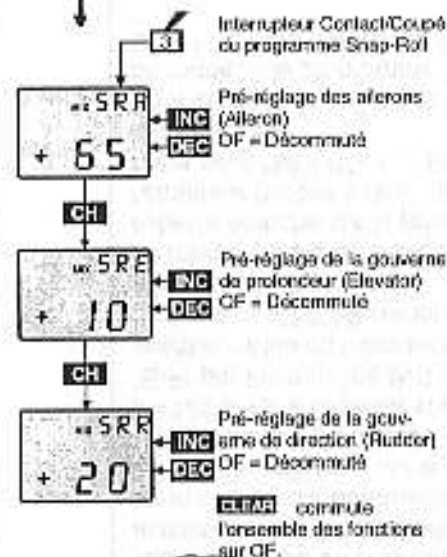 3
Interrupteur Contact/Coupé
du programme Snap-Roll
SRA
+ 65
INC
DEC
Pré-réglage des ailerons
(Aileron)
OF = Décommuté
CH
SRE
+ 10
INC
DEC
Pré-réglage de la gouverne
de profondeur (Elevator)
OF = Décommuté
CH
SRR
+ 20
INC
DEC
Pré-réglage de la gouv-
erne de direction (Rudder)
OF = Décommuté
CLEAR commute
l'ensemble des fonctions
sur OF.